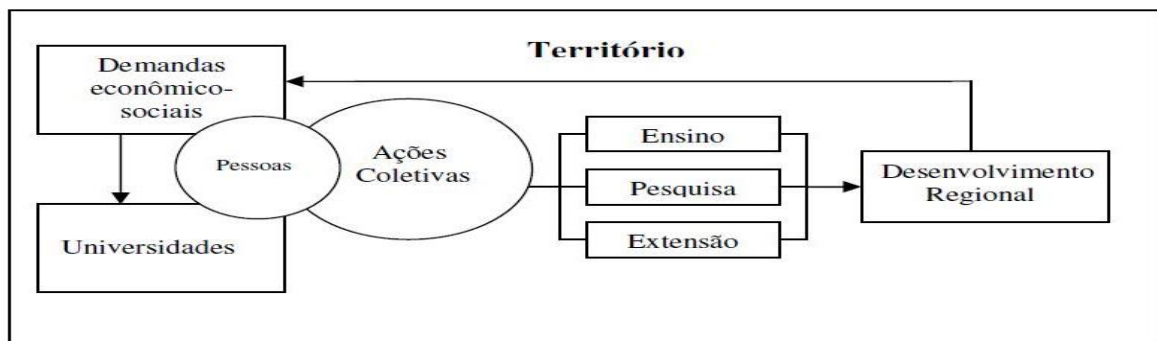 Território
Demandas
econômico-
sociais
Pessoas
Ações
Coletivas
Universidades
Ensino
Pesquisa
Extensão
Desenvolvimento
Regional